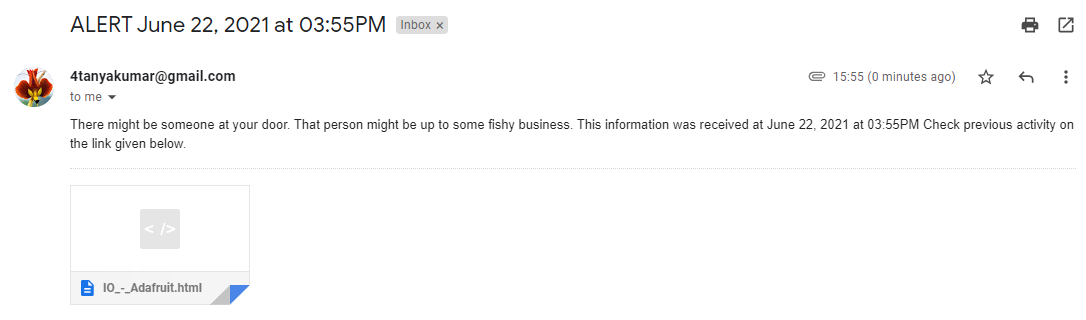 ALERT June 22, 2021 at 03:55PM Inbox ×
4tanyakumar@gmail.com 15:55 (0 minutes ago)
to me
There might be someone at your door. That person might be up to some fishy business. This information was received at June 22, 2021 at 03:55PM Check previous activity on
the link given below.
< />
IO_-_Adafruit.html